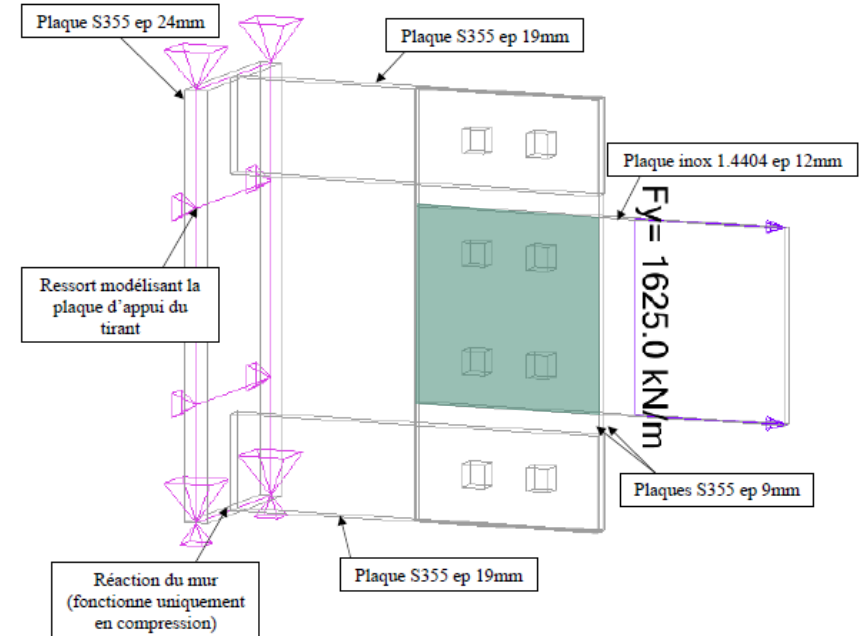 Plaque S355 ep 24mm
Plaque S355 ep 19mm
Plaque inox 1.4404 ep 12mm
Fy= 1625.0 kN/m
Ressort modélisant la
plaque d'appui du
tirant
Plaques S355 ep 9mm
Plaque S355 ep 19mm
Réaction du mur
(fonctionne uniquement
en compression)